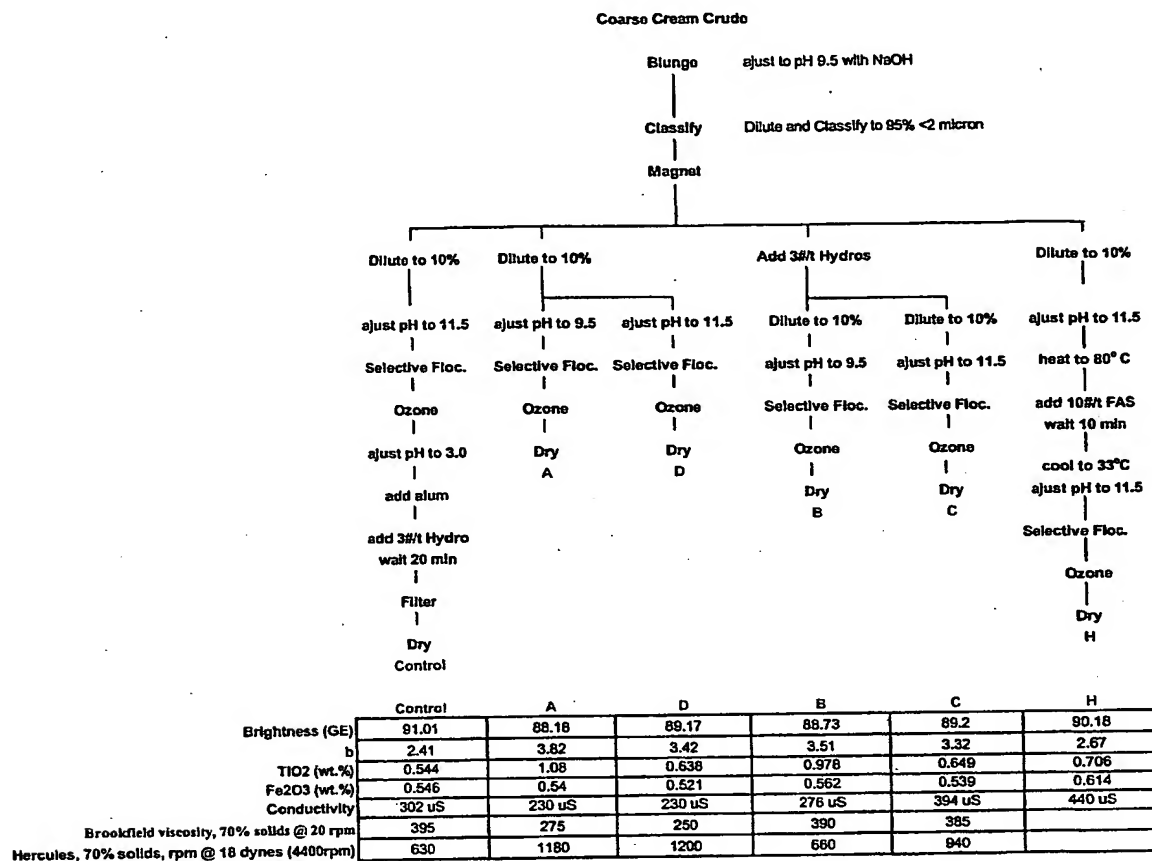 Coarse Cream Crude
Blunge ajust to pH 9.5 with NaOH
Classify Dilute and Classify to 95% <2 micron
Magnet
Dilute to 10% Dilute to 10% Add 3#/t Hydros Dilute to 10%
ajust pH to 11.5 ajust pH to 9.5 ajust pH to 11.5 Dilute to 10% Dilute to 10% ajust pH to 11.5
Selective Floc. Selective Floc. Selective Floc. ajust pH to 9.5 ajust pH to 11.5 heat to 80° C
Ozone Ozone Ozone Selective Floc. Selective Floc. add 10#/t FAS
wait 10 min
ajust pH to 3.0 Dry Dry Ozone Ozone cool to 33°C
A D ajust pH to 11.5
add alum Dry Dry
B C
add 3#/t Hydro Selective Floc.
wait 20 min
Ozone
Filter
Dry
Dry H
Control
Control A D B C H
Brightness (GE) 91.01 88.18 89.17 88.73 89.2 90.18
b 2.41 3.82 3.42 3.51 3.32 2.67
TIO2 (wt.%) 0.544 1.08 0.638 0.978 0.649 0.706
Fe2O3 (wt.%) 0.546 0.54 0.521 0.562 0.539 0.614
Conductivity 302 uS 230 uS 230 uS 276 uS 394 uS 440 uS
Brookfield viscosity, 70% solids @ 20 rpm 395 275 250 390 385
Hercules, 70% solids, rpm @ 18 dynes (4400rpm) 630 1180 1200 660 940